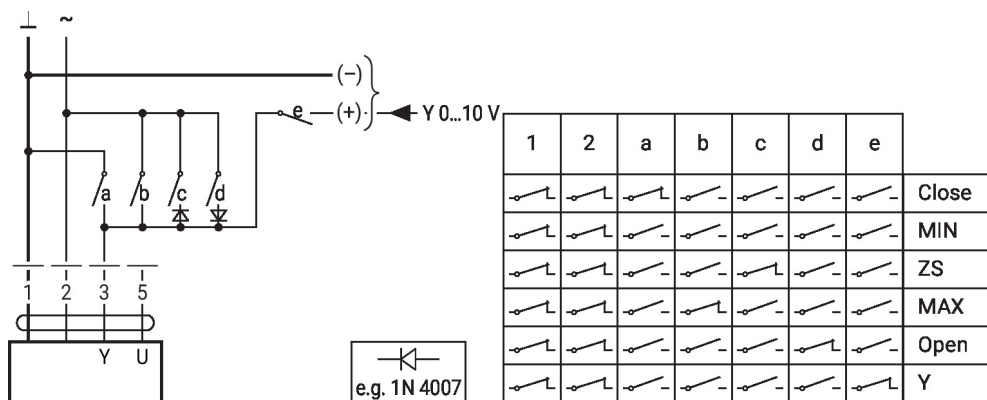 ⊥ ~
(–)
e (+) Y 0...10 V
a b c d
1 2 3 5
Y U
e.g. 1N 4007
1 2 a b c d e
Close
MIN
ZS
MAX
Open
Y